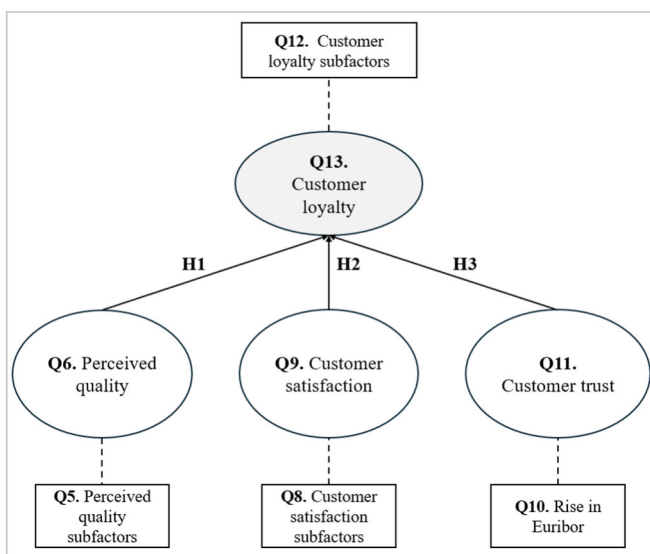 Q12. Customer
loyalty subfactors
Q13.
Customer
loyalty
H1
H2
H3
Q6. Perceived
quality
Q9. Customer
satisfaction
Q11.
Customer trust
Q5. Perceived
quality
subfactors
Q8. Customer
satisfaction
subfactors
Q10. Rise in
Euribor